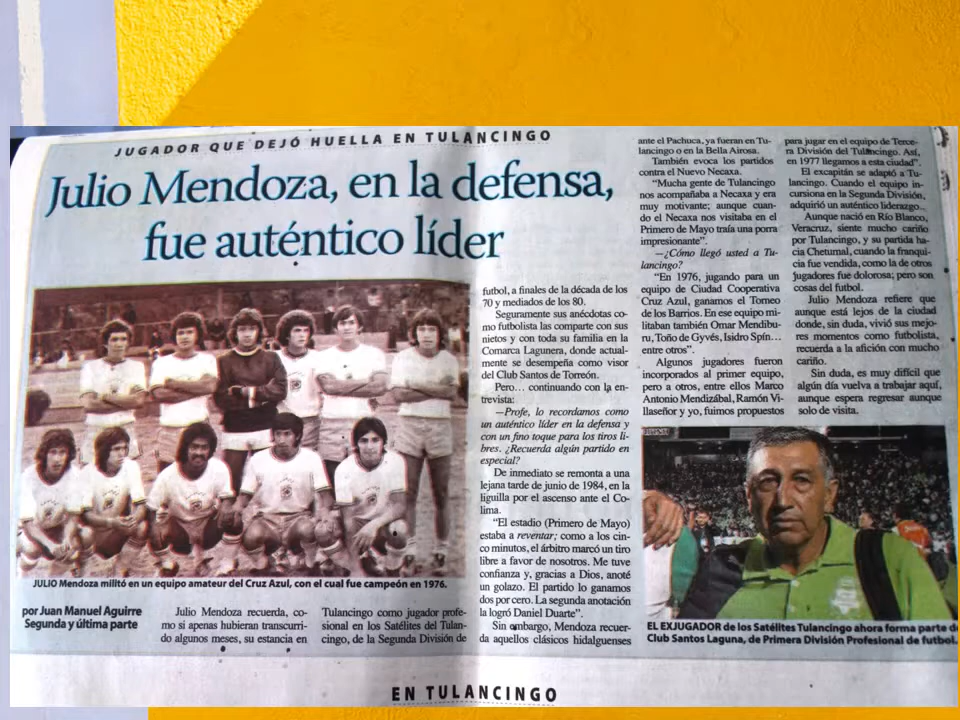 JUGADOR QUE DEJÓ HUELLA EN TULANCINGO
Julio Mendoza, en la defensa,
fue auténtico líder
JULIO Mendoza militó en un equipo amateur del Cruz Azul, con el cual fue campeón en 1976.
por Juan Manuel Aguirre
Segunda y última parte
Julio Mendoza recuerda, co-
mo si apenas hubieran transcurri-
do algunos meses, su estancia en
Tulancingo como jugador profe-
sional en los Satélites del Tulan-
cingo, de la Segunda División de
futbol, a finales de la década de los
70 y mediados de los 80.
Seguramente sus anécdotas co-
mo futbolista las comparte con sus
nietos y con toda su familia en la
Comarca Lagunera, donde actual-
mente se desempeña como visor
del Club Santos de Torreón.
Pero… continuando con la en-
trevista:
—Profe, lo recordamos como
un auténtico líder en la defensa y
con un fino toque para los tiros li-
bres. ¿Recuerda algún partido en
especial?
De inmediato se remonta a una
lejana tarde de junio de 1984, en la
liguilla por el ascenso ante el Co-
lima.
"El estadio (Primero de Mayo)
estaba a reventar; como a los cin-
co minutos, el árbitro marcó un tiro
libre a favor de nosotros. Me tuve
confianza y, gracias a Dios, anoté
un golazo. El partido lo ganamos
dos por cero. La segunda anotación
la logró Daniel Duarte".
Sin embargo, Mendoza recuer-
da aquellos clásicos hidalguenses
ante el Pachuca, ya fueran en Tu-
lancingo o en la Bella Airosa.
También evoca los partidos
contra el Nuevo Necaxa.
"Mucha gente de Tulancingo
nos acompañaba a Necaxa y era
muy motivante; aunque cuan-
do el Necaxa nos visitaba en el
Primero de Mayo traía una porra
impresionante".
—¿Cómo llegó usted a Tu-
lancingo?
"En 1976, jugando para un
equipo de Ciudad Cooperativa
Cruz Azul, ganamos el Torneo
de los Barrios. En ese equipo mi-
litaban también Omar Mendibu-
ru, Toño de Gyvés, Isidro Spín…
entre otros".
Algunos jugadores fueron
incorporados al primer equipo,
pero a otros, entre ellos Marco
Antonio Mendizábal, Ramón Vi-
llaseñor y yo, fuimos propuestos
para jugar en el equipo de Terce-
ra División del Tulancingo. Así,
en 1977 llegamos a esta ciudad".
El excapitán se adaptó a Tu-
lancingo. Cuando el equipo in-
cursiona en la Segunda División,
adquirió un auténtico liderazgo…
Aunque nació en Río Blanco,
Veracruz, siente mucho cariño
por Tulancingo, y su partida ha-
cia Chetumal, cuando la franqui-
cia fue vendida, como la de otros
jugadores fue dolorosa; pero son
cosas del futbol.
Julio Mendoza refiere que
aunque está lejos de la ciudad
donde, sin duda, vivió sus mejo-
res momentos como futbolista,
recuerda a la afición con mucho
cariño.
Sin duda, es muy difícil que
algún día vuelva a trabajar aquí,
aunque espera regresar aunque
solo de visita.
EL EXJUGADOR de los Satélites Tulancingo ahora forma parte d
Club Santos Laguna, de Primera División Profesional de futbol.
EN TULANCINGO